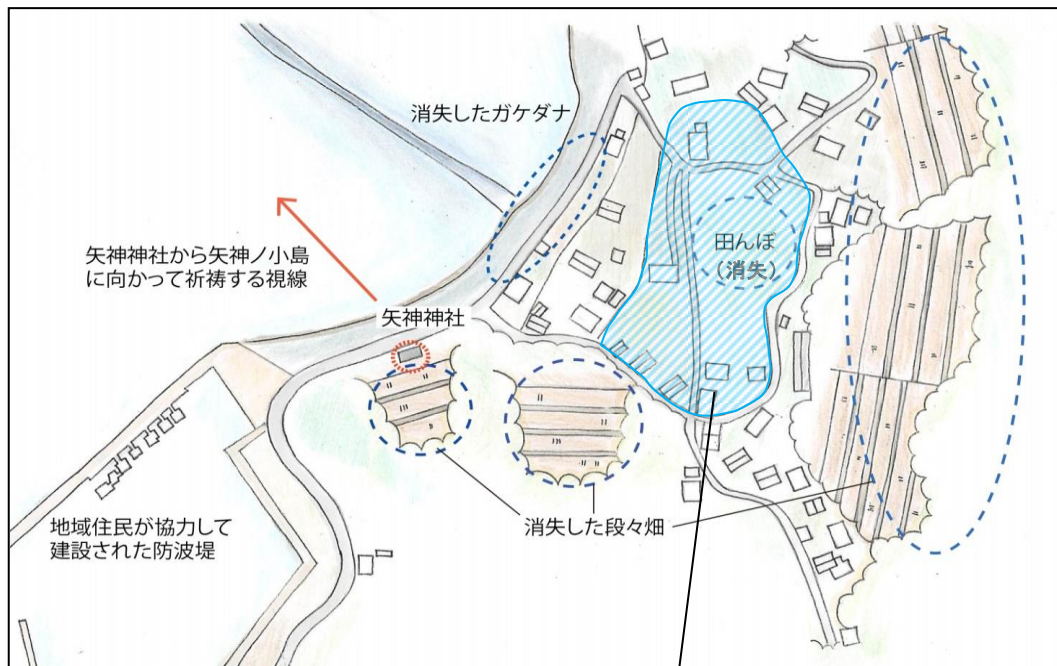 消失したガケダナ
田んぼ
(消失)
矢神神社から矢神ノ小島
に向かって祈祷する視線
矢神神社
地域住民が協力して
建設された防波堤
消失した段々畑